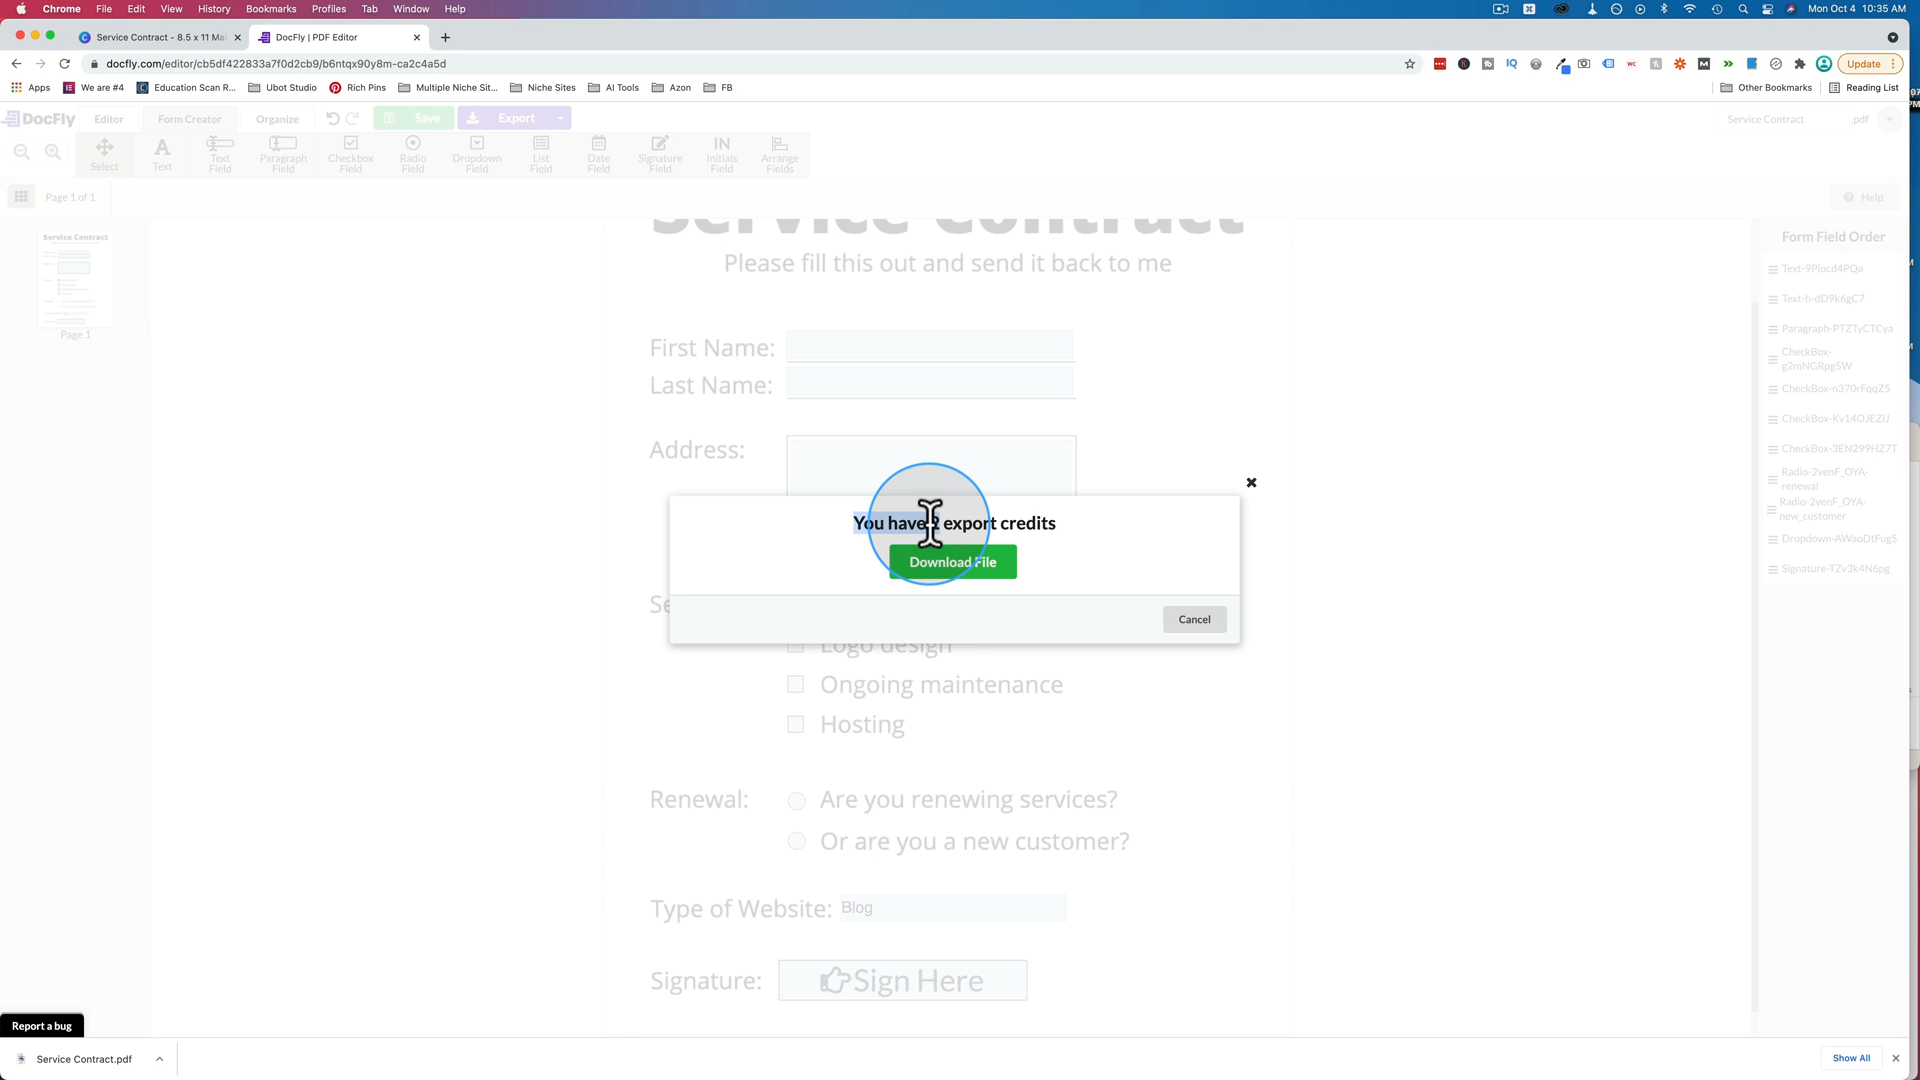 Chrome File Edit View History Bookmarks Profiles Tab Window Help
Mon Oct 4 10:35 AM
Service Contract - 8.5 x 11 Ma
DocFly | PDF Editor
docfly.com/editor/cb5df422833a7f0d2cb9/b6ntqx90y8m-ca2c4a5d
Update
Apps We are #4 Education Scan R... Ubot Studio Rich Pins Multiple Niche Sit... Niche Sites AI Tools Azon FB Other Bookmarks Reading List
DocFly Editor Form Creator Organize Save Export Service Contract .pdf
Select
Text
Text Field
Paragraph Field
Checkbox Field
Radio Field
Dropdown Field
List Field
Date Field
Signature Field
IN Initials Field
Arrange Fields
Page 1 of 1
Help
Service Contract
Page 1
Service Contract
Please fill this out and send it back to me
First Name:
Last Name:
Address:
You have 2 export credits
Download File
Cancel
Se
Logo design
Ongoing maintenance
Hosting
Renewal: Are you renewing services?
Or are you a new customer?
Type of Website: Blog
Signature: Sign Here
Form Field Order
Text-9Piocd4PQa
Text-h-dD9k6gC7
Paragraph-PTZTyCTCya
CheckBox-
g2mNGRpg5W
CheckBox-n370rFqqZ5
CheckBox-Kv14OJEZIJ
CheckBox-3EN299HZ7T
Radio-2venF_OYA-
renewal
Radio-2venF_OYA-
new_customer
Dropdown-AWaoDtFugS
Signature-TZv3k4N6pg
Report a bug
Service Contract.pdf
Show All